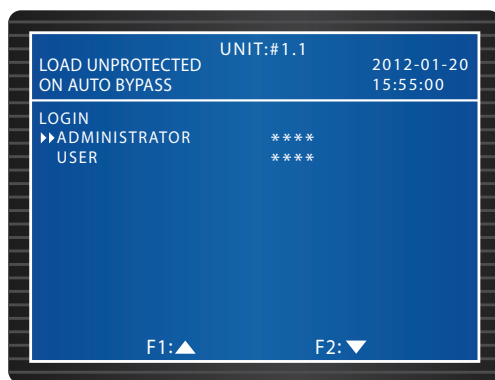 UNIT:#1.1
LOAD UNPROTECTED 2012-01-20
ON AUTO BYPASS 15:55:00
LOGIN
▶▶ADMINISTRATOR ****
USER ****
F1:▲ F2:▼